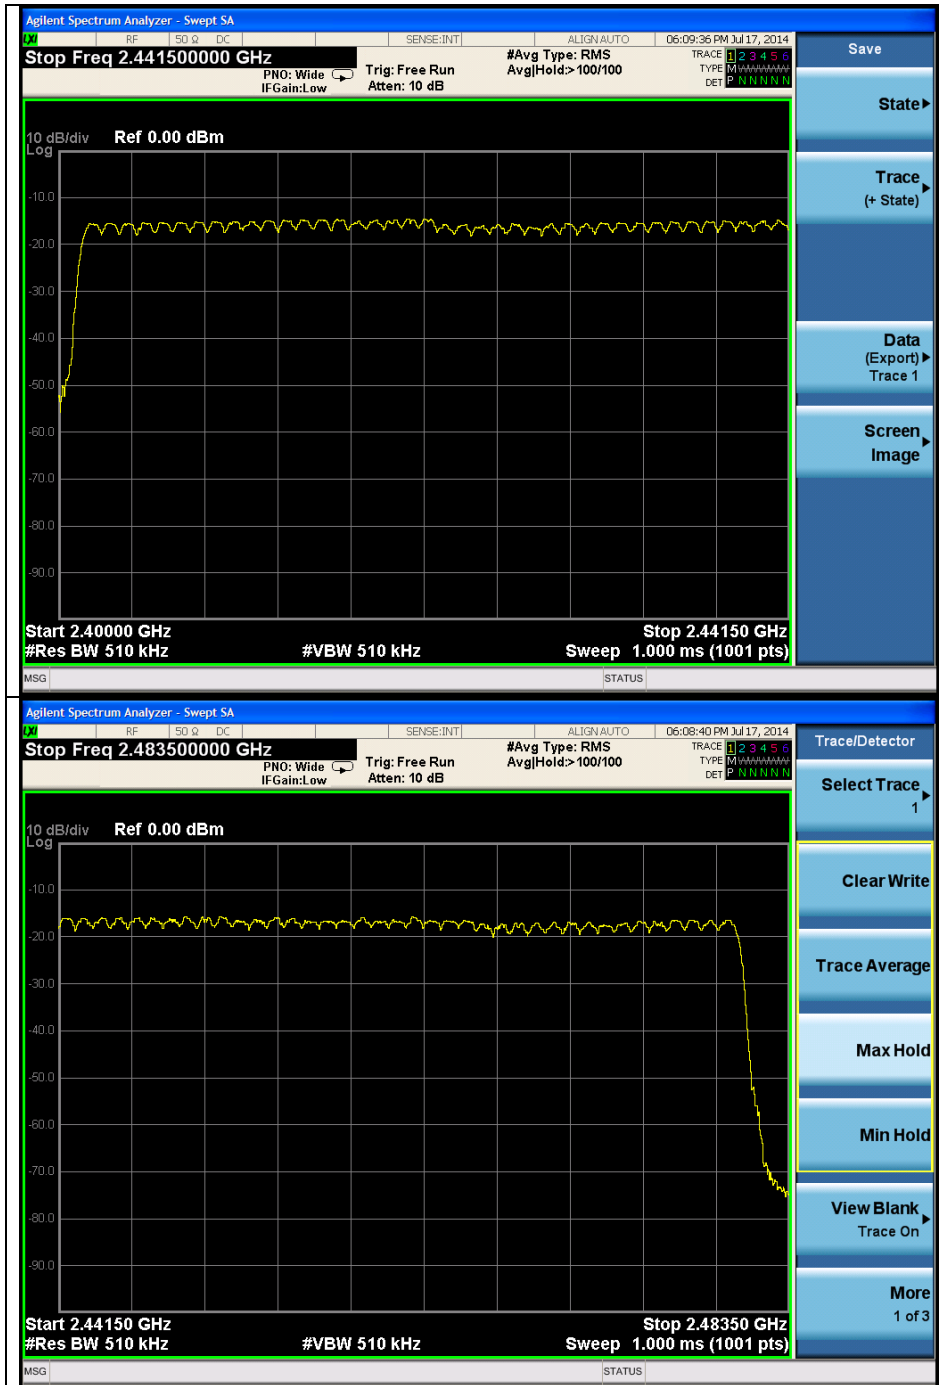 Agilent Spectrum Analyzer - Swept SA
LXI RF 50 Ω DC SENSE:INT ALIGN AUTO 06:09:36 PM Jul 17, 2014
Stop Freq 2.441500000 GHz
PNO: Wide
IFGain:Low
Trig: Free Run
Atten: 10 dB
#Avg Type: RMS
Avg|Hold:>100/100
TRACE 1 2 3 4 5 6
TYPE M WWWWW
DET P N N N N N
10 dB/div Ref 0.00 dBm
Log
-10.0
-20.0
-30.0
-40.0
-50.0
-60.0
-70.0
-80.0
-90.0
Start 2.40000 GHz Stop 2.44150 GHz
#Res BW 510 kHz #VBW 510 kHz Sweep 1.000 ms (1001 pts)
MSG STATUS
Save
State
Trace
(+ State)
Data
(Export)
Trace 1
Screen
Image
Agilent Spectrum Analyzer - Swept SA
LXI RF 50 Ω DC SENSE:INT ALIGN AUTO 06:08:40 PM Jul 17, 2014
Stop Freq 2.483500000 GHz
PNO: Wide
IFGain:Low
Trig: Free Run
Atten: 10 dB
#Avg Type: RMS
Avg|Hold:>100/100
TRACE 1 2 3 4 5 6
TYPE M WWWWW
DET P N N N N N
10 dB/div Ref 0.00 dBm
Log
-10.0
-20.0
-30.0
-40.0
-50.0
-60.0
-70.0
-80.0
-90.0
Start 2.44150 GHz Stop 2.48350 GHz
#Res BW 510 kHz #VBW 510 kHz Sweep 1.000 ms (1001 pts)
MSG STATUS
Trace/Detector
Select Trace
1
Clear Write
Trace Average
Max Hold
Min Hold
View Blank
Trace On
More
1 of 3